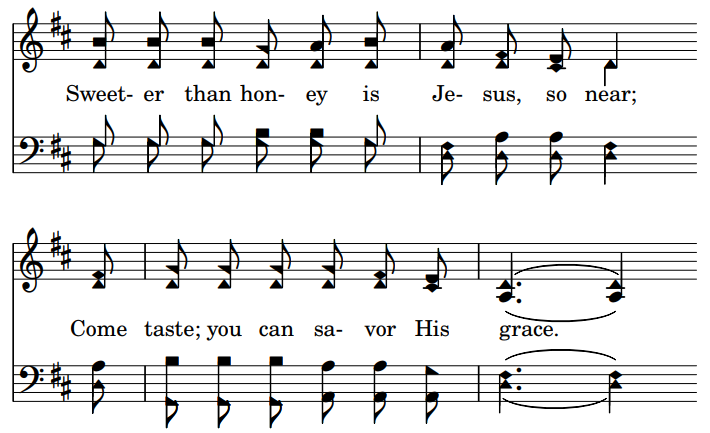 Sweet- er than hon- ey is Je- sus, so near;
Come taste; you can sa- vor His grace.